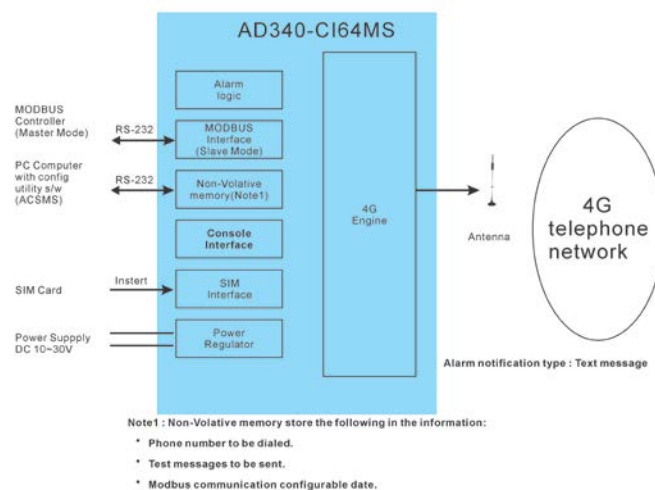 AD340-CI64MS
Alarm
logic
MODBUS
Controller
(Master Mode)
RS-232
MODBUS
Interface
(Slave Mode)
PC Computer
with config
utility s/w
(ACSMS)
RS-232
Non-Volative
memory(Note1)
Console
Interface
SIM Card
Instert
SIM
Interface
Power Suppply
DC 10~30V
Power
Regulator
4G
Engine
Antenna
4G
telephone
network
Alarm notification type : Text message
Note1 : Non-Volative memory store the following in the information:
* Phone number to be dialed.
* Test messages to be sent.
* Modbus communication configurable date.